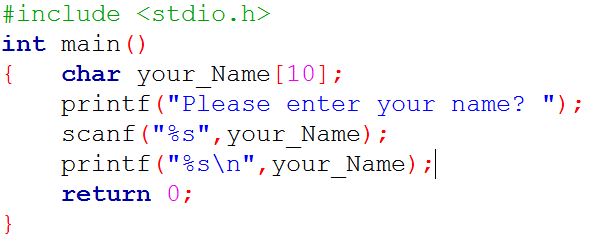 #include <stdio.h>
int main()
{   char your_Name[10];
    printf("Please enter your name? ");
    scanf("%s",your_Name);
    printf("%s\n",your_Name);
    return 0;
}